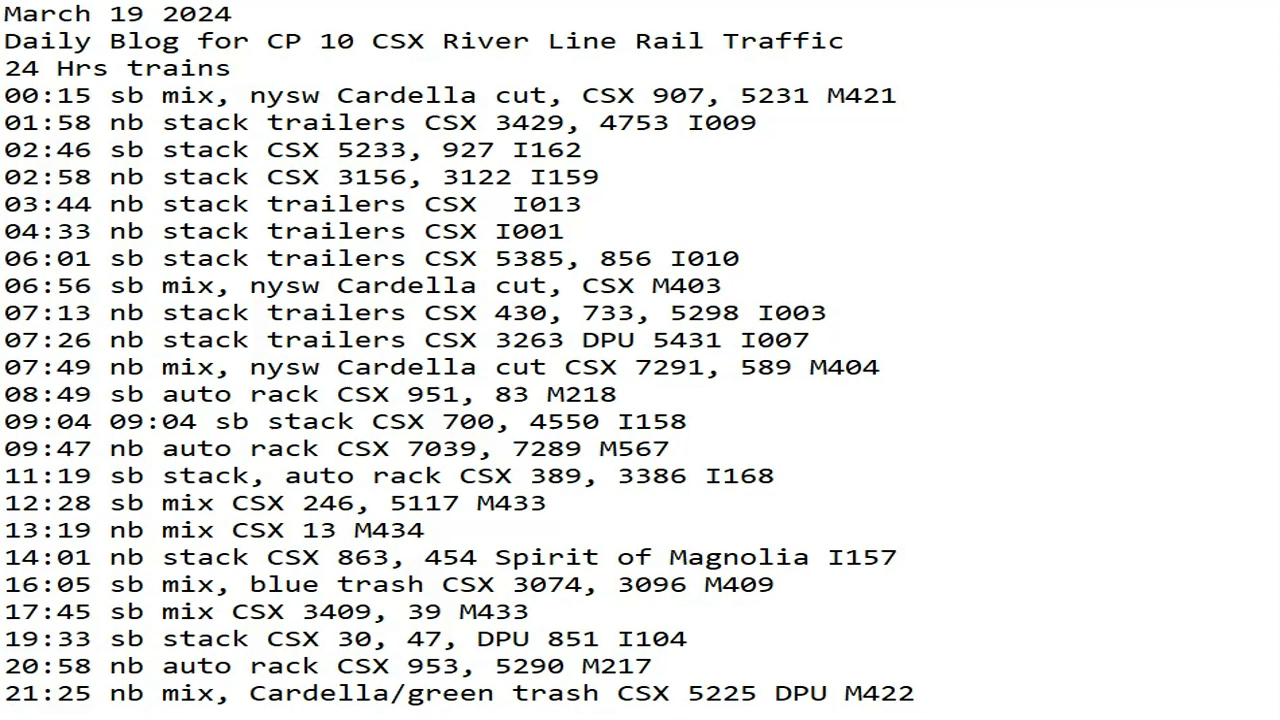 March 19 2024
Daily Blog for CP 10 CSX River Line Rail Traffic
24 Hrs trains
00:15 sb mix, nysw Cardella cut, CSX 907, 5231 M421
01:58 nb stack trailers CSX 3429, 4753 I009
02:46 sb stack CSX 5233, 927 I162
02:58 nb stack CSX 3156, 3122 I159
03:44 nb stack trailers CSX  I013
04:33 nb stack trailers CSX I001
06:01 sb stack trailers CSX 5385, 856 I010
06:56 sb mix, nysw Cardella cut, CSX M403
07:13 nb stack trailers CSX 430, 733, 5298 I003
07:26 nb stack trailers CSX 3263 DPU 5431 I007
07:49 nb mix, nysw Cardella cut CSX 7291, 589 M404
08:49 sb auto rack CSX 951, 83 M218
09:04 09:04 sb stack CSX 700, 4550 I158
09:47 nb auto rack CSX 7039, 7289 M567
11:19 sb stack, auto rack CSX 389, 3386 I168
12:28 sb mix CSX 246, 5117 M433
13:19 nb mix CSX 13 M434
14:01 nb stack CSX 863, 454 Spirit of Magnolia I157
16:05 sb mix, blue trash CSX 3074, 3096 M409
17:45 sb mix CSX 3409, 39 M433
19:33 sb stack CSX 30, 47, DPU 851 I104
20:58 nb auto rack CSX 953, 5290 M217
21:25 nb mix, Cardella/green trash CSX 5225 DPU M422